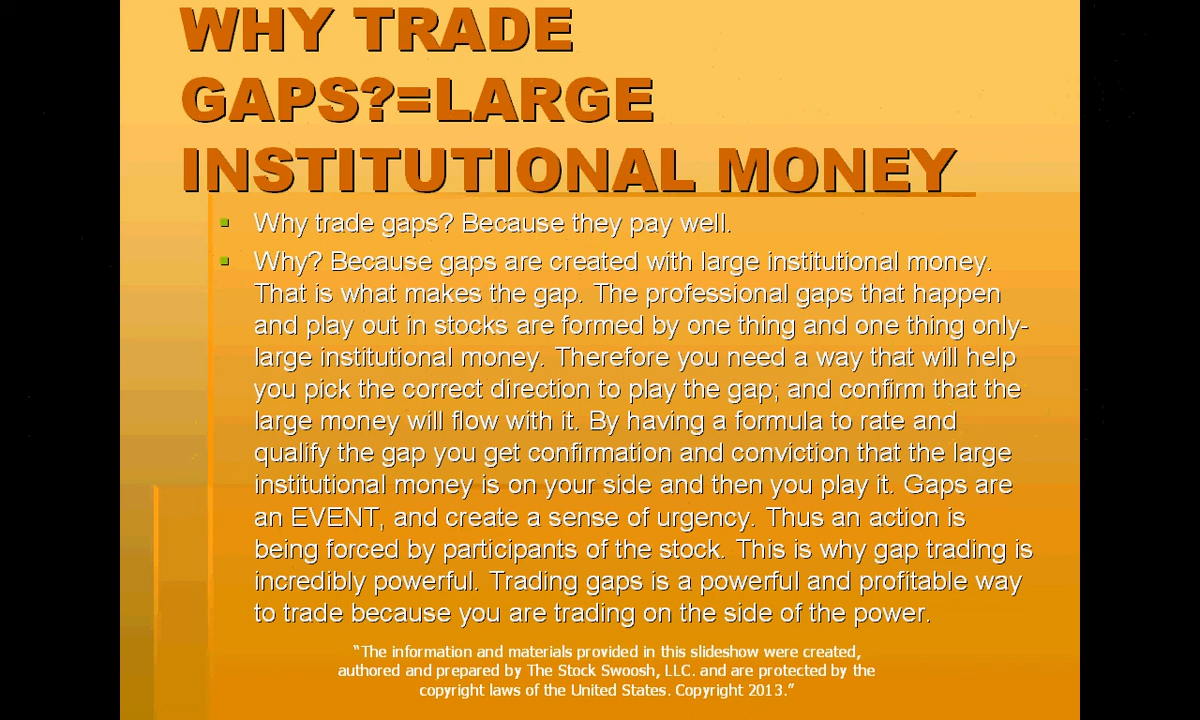 WHY TRADE
GAPS?=LARGE
INSTITUTIONAL MONEY
Why trade gaps? Because they pay well.
Why? Because gaps are created with large institutional money.
That is what makes the gap. The professional gaps that happen
and play out in stocks are formed by one thing and one thing only-
large institutional money. Therefore you need a way that will help
you pick the correct direction to play the gap; and confirm that the
large money will flow with it. By having a formula to rate and
qualify the gap you get confirmation and conviction that the large
institutional money is on your side and then you play it. Gaps are
an EVENT, and create a sense of urgency. Thus an action is
being forced by participants of the stock. This is why gap trading is
incredibly powerful. Trading gaps is a powerful and profitable way
to trade because you are trading on the side of the power.
“The information and materials provided in this slideshow were created,
authored and prepared by The Stock Swoosh, LLC. and are protected by the
copyright laws of the United States. Copyright 2013.”